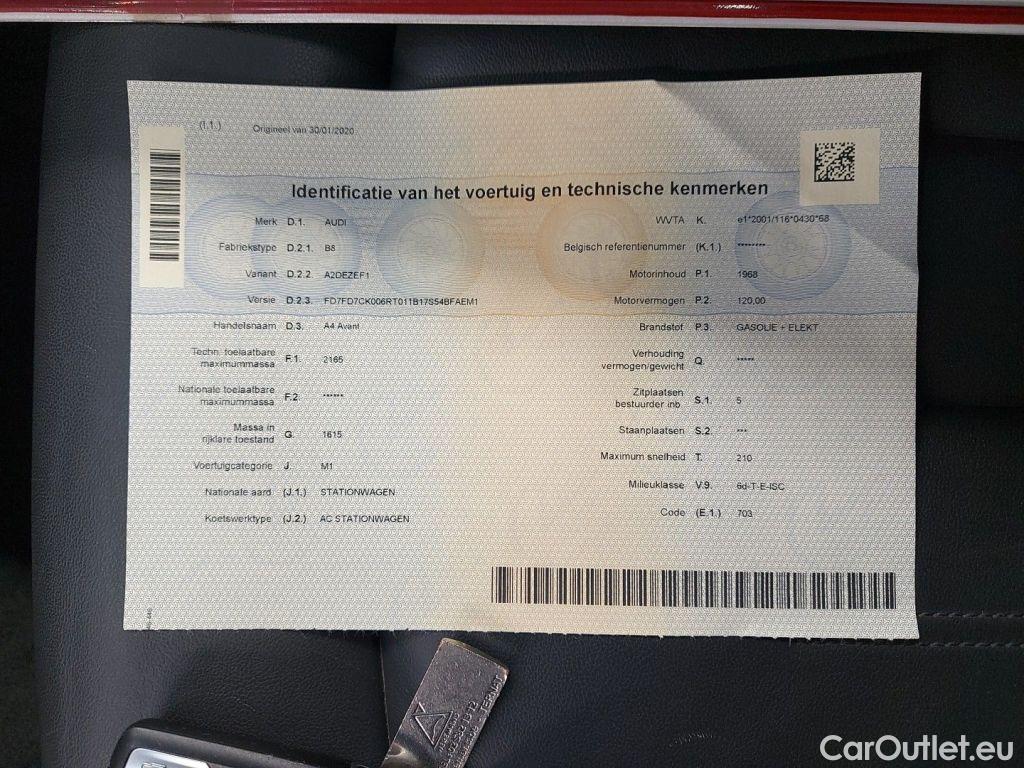 (I.1.) Origineel van 30/01/2020
Identificatie van het voertuig en technische kenmerken
Merk D.1. AUDI
Fabriekstype D.2.1. B8
Variant D.2.2. A2DEZEF1
Versie D.2.3. FD7FD7CK006RT011B17S54BFAEM1
Handelsnaam D.3. A4 Avant
Techn. toelaatbare
maximummassa F.1. 2165
Nationale toelaatbare
maximummassa F.2. ******
Massa in
rijklare toestand G. 1615
Voertuigcategorie J. M1
Nationale aard (J.1.) STATIONWAGEN
Koetswerktype (J.2.) AC STATIONWAGEN
WVTA K. e1*2001/116*0430*68
Belgisch referentienummer (K.1.) ********
Motorinhoud P.1. 1968
Motorvermogen P.2. 120,00
Brandstof P.3. GASOLIE + ELEKT
Verhouding
vermogen/gewicht Q. *****
Zitplaatsen
bestuurder inb. S.1. 5
Staanplaatsen S.2. ***
Maximum snelheid T. 210
Milieuklasse V.9. 6d-T-E-ISC
Code (E.1.) 703
TERNAT
CarOutlet.eu